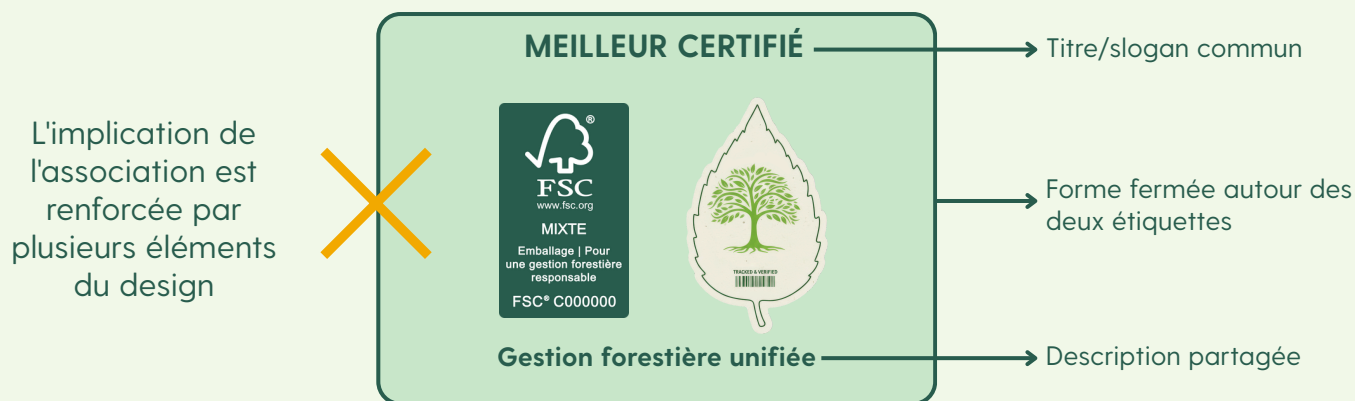 L'implication de
l'association est
renforcée par
plusieurs éléments
du design
MEILLEUR CERTIFIÉ
Titre/slogan commun
®
FSC
www.fsc.org
MIXTE
Emballage | Pour
une gestion forestière
responsable
FSC® C000000
TRACKED & VERIFIED
Forme fermée autour des
deux étiquettes
Gestion forestière unifiée
Description partagée